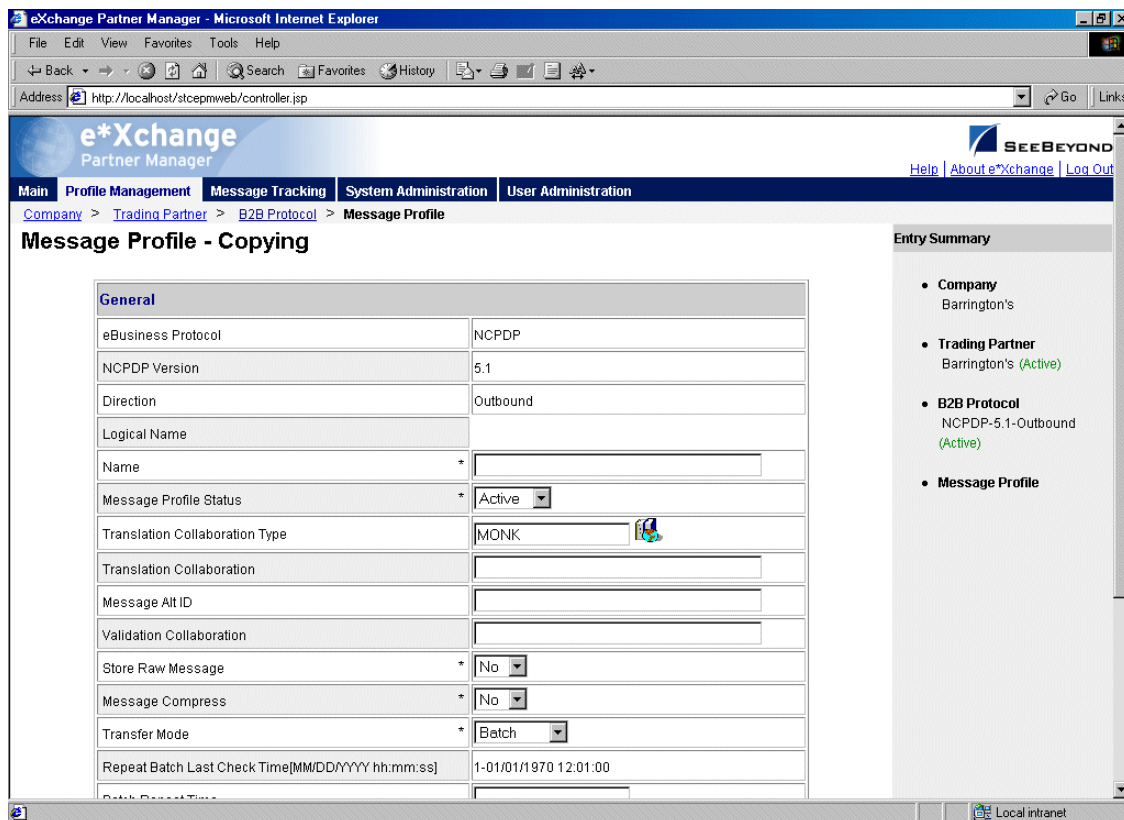 eXchange Partner Manager - Microsoft Internet Explorer
File Edit View Favorites Tools Help
Back Search Favorites History
Address http://localhost/stcepmweb/controller.jsp Go Links
e*Xchange
Partner Manager
SEEBEYOND
Help | About e*Xchange | Log Out
Main Profile Management Message Tracking System Administration User Administration
Company > Trading Partner > B2B Protocol > Message Profile
Message Profile - Copying
General
eBusiness Protocol NCPDP
NCPDP Version 5.1
Direction Outbound
Logical Name
Name *
Message Profile Status * Active
Translation Collaboration Type MONK
Translation Collaboration
Message Alt ID
Validation Collaboration
Store Raw Message * No
Message Compress * No
Transfer Mode * Batch
Repeat Batch Last Check Time[MM/DD/YYYY hh:mm:ss] 1-01/01/1970 12:01:00
Batch Repeat Time
Entry Summary
• Company
Barrington's
• Trading Partner
Barrington's (Active)
• B2B Protocol
NCPDP-5.1-Outbound
(Active)
• Message Profile
Local intranet